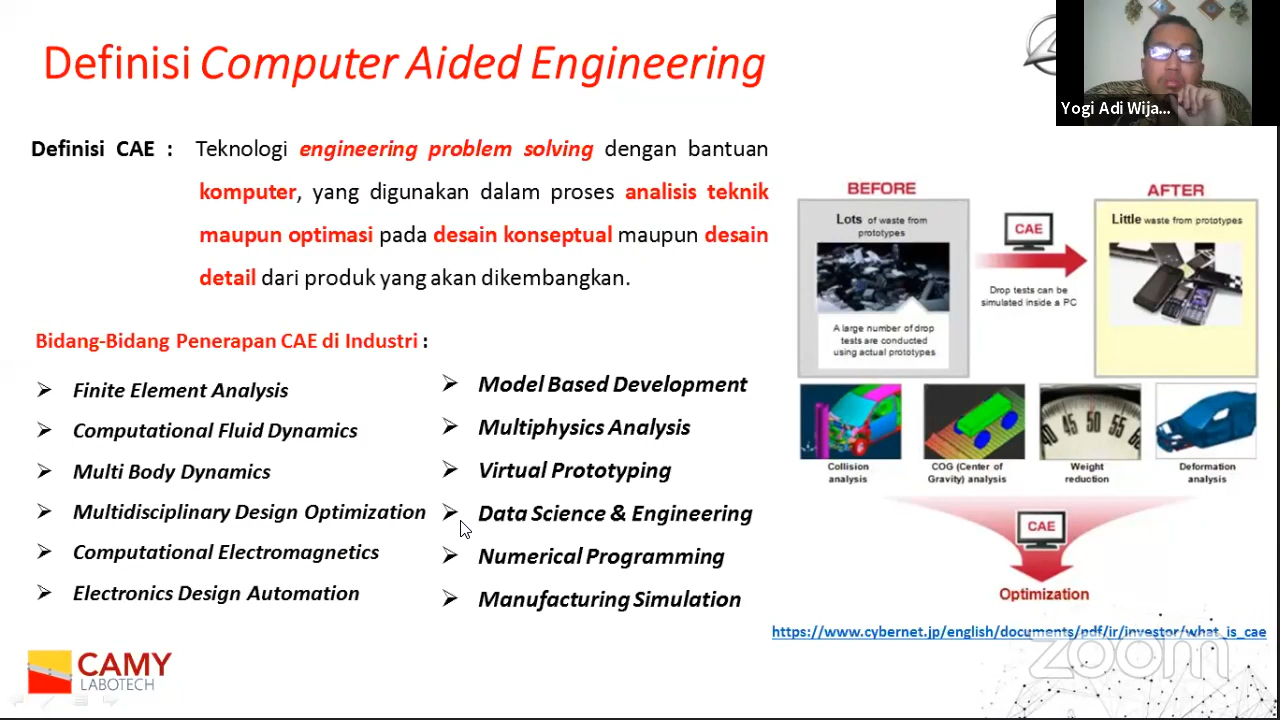 Definisi Computer Aided Engineering
Yogi Adi Wija...
Definisi CAE : Teknologi engineering problem solving dengan bantuan
komputer, yang digunakan dalam proses analisis teknik
maupun optimasi pada desain konseptual maupun desain
detail dari produk yang akan dikembangkan.
Bidang-Bidang Penerapan CAE di Industri :
➢ Finite Element Analysis
➢ Computational Fluid Dynamics
➢ Multi Body Dynamics
➢ Multidisciplinary Design Optimization
➢ Computational Electromagnetics
➢ Electronics Design Automation
➢ Model Based Development
➢ Multiphysics Analysis
➢ Virtual Prototyping
➢ Data Science & Engineering
➢ Numerical Programming
➢ Manufacturing Simulation
BEFORE
Lots of waste from
prototypes
A large number of drop
tests are conducted
using actual prototypes
CAE
Drop tests can be
simulated inside a PC
AFTER
Little waste from prototypes
Collision
analysis
COG (Center of
Gravity) analysis
40 45 50 55
Weight
reduction
Deformation
analysis
CAE
Optimization
https://www.cybernet.jp/english/documents/pdf/ir/investor/what_is_cae
CAMY
LABOTECH
zoom